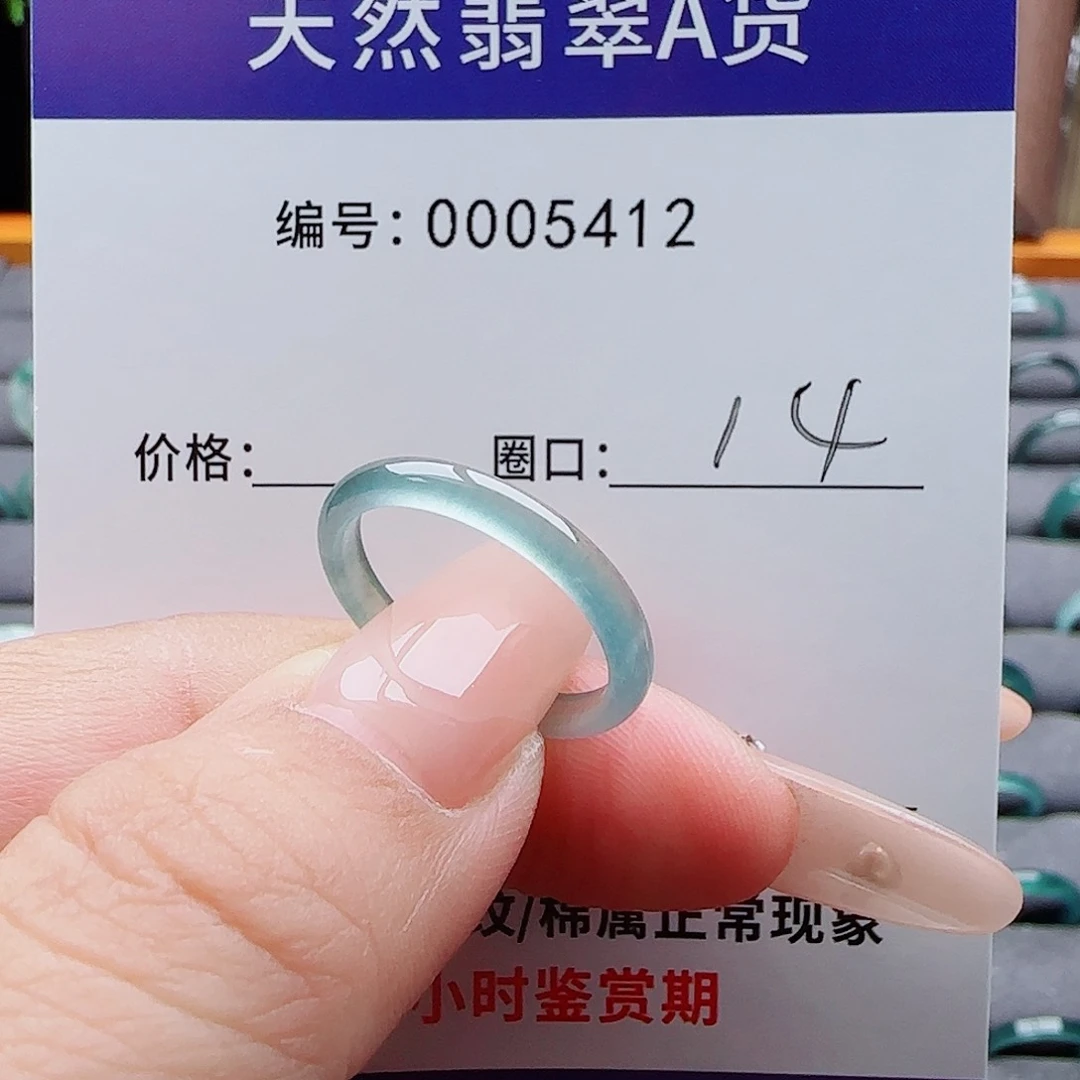 天然翡翠A货
编号：0005412
价格： 圈口： 14
纹/棉属正常现象
小时鉴赏期